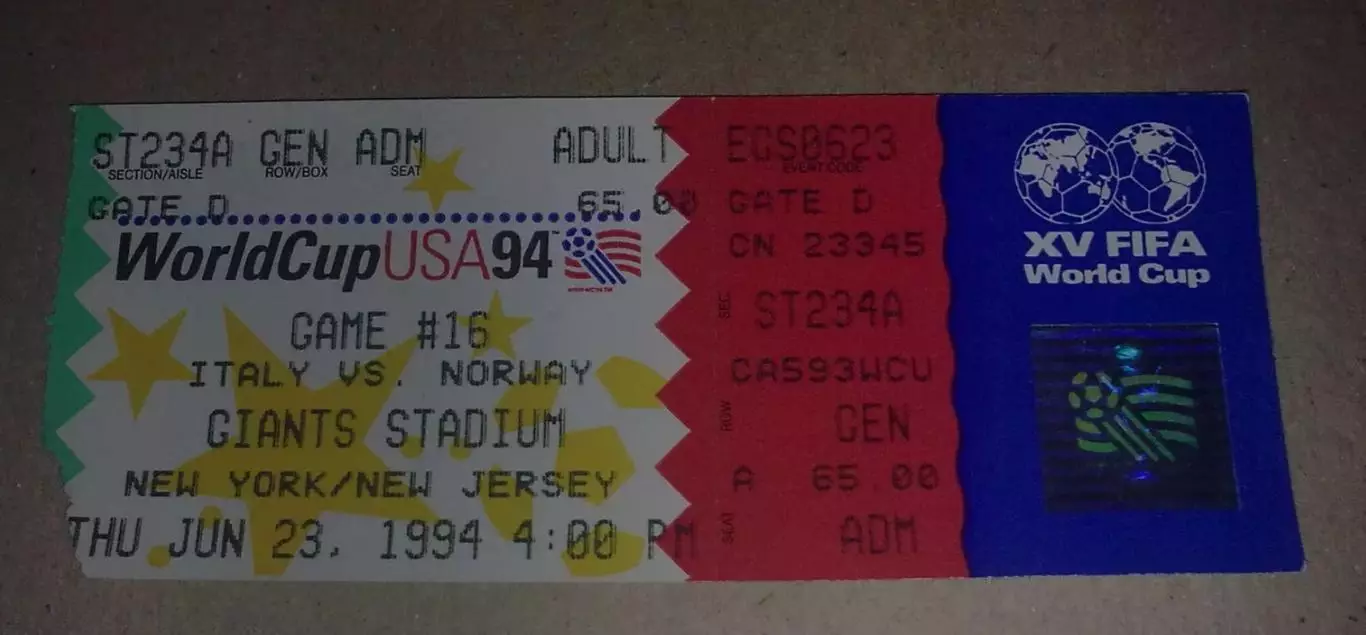 ST234A GEN ADM ADULT
SECTION/AISLE ROW/BOX SEAT
GATE D 65.00
WorldCupUSA94™
GAME #16
ITALY VS. NORWAY
GIANTS STADIUM
NEW YORK/NEW JERSEY
THU JUN 23, 1994 4:00 PM
EGS0623
EVENT CODE
GATE D
CN 23345
SEC ST234A
CA593WCU
ROW GEN
A 65.00
SEAT ADM
XV FIFA
World Cup